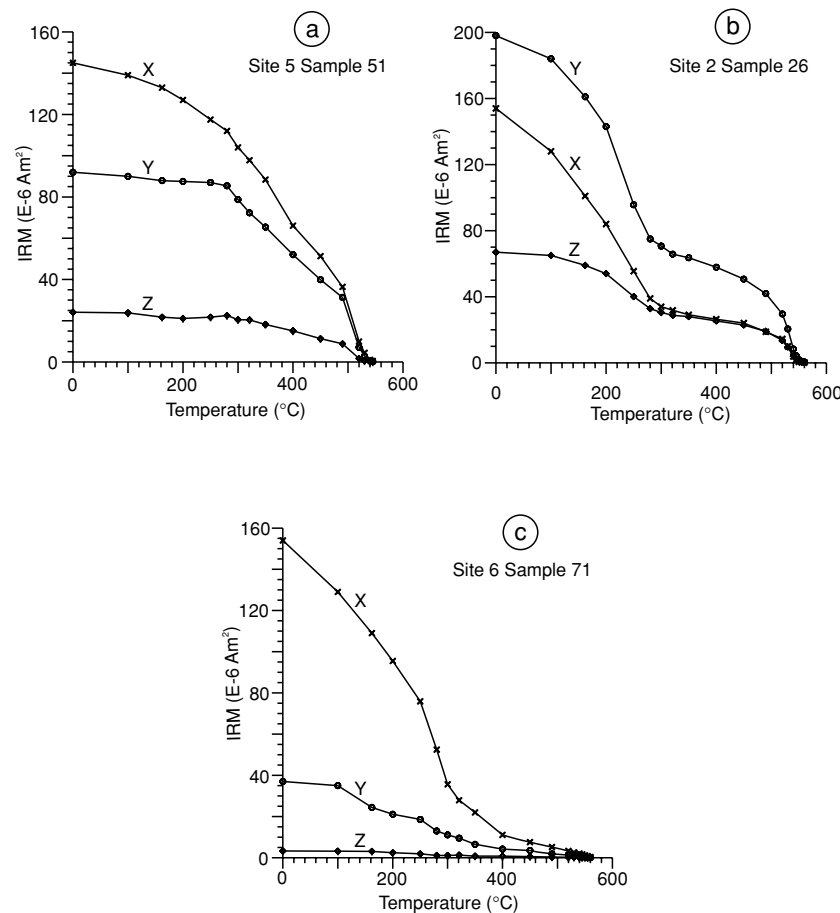 a
Site 5 Sample 51
160
120
80
40
0
IRM (E-6 Am²)
X
Y
Z
0 200 400 600
Temperature (°C)
b
Site 2 Sample 26
200
160
120
80
40
0
IRM (E-6 Am²)
Y
X
Z
0 200 400 600
Temperature (°C)
c
Site 6 Sample 71
160
120
80
40
0
IRM (E-6 Am²)
X
Y
Z
0 200 400 600
Temperature (°C)